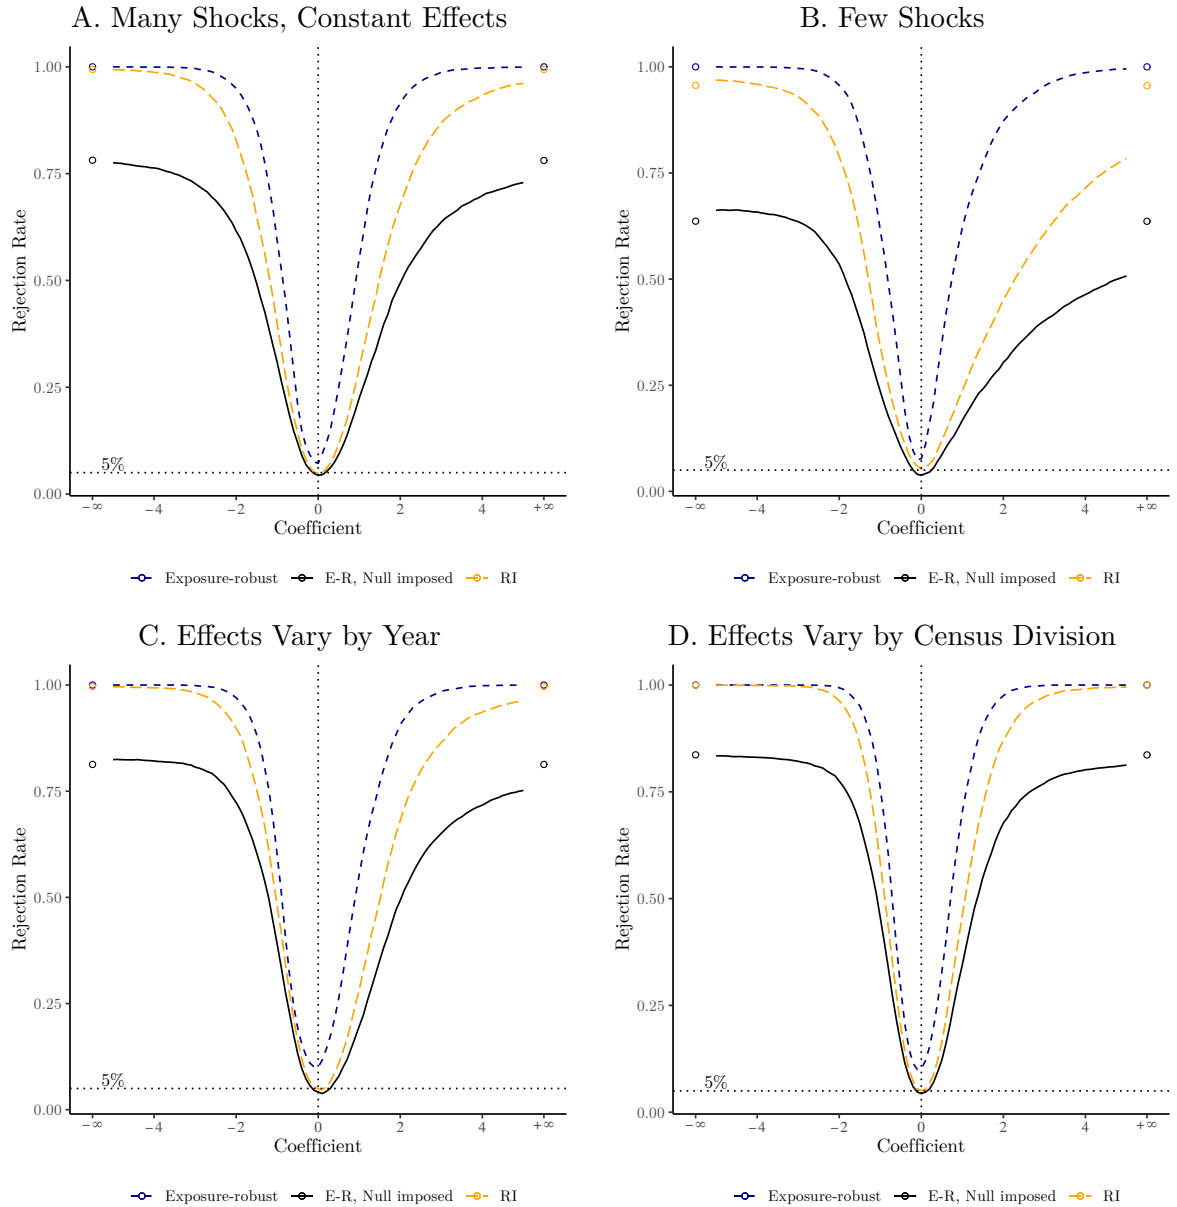 A. Many Shocks, Constant Effects
Rejection Rate
1.00
0.75
0.50
0.25
0.00
5%
−∞ −4 −2 0 2 4 +∞
Coefficient
Exposure-robust E-R, Null imposed RI
B. Few Shocks
Rejection Rate
1.00
0.75
0.50
0.25
0.00
5%
−∞ −4 −2 0 2 4 +∞
Coefficient
Exposure-robust E-R, Null imposed RI
C. Effects Vary by Year
Rejection Rate
1.00
0.75
0.50
0.25
0.00
5%
−∞ −4 −2 0 2 4 +∞
Coefficient
Exposure-robust E-R, Null imposed RI
D. Effects Vary by Census Division
Rejection Rate
1.00
0.75
0.50
0.25
0.00
5%
−∞ −4 −2 0 2 4 +∞
Coefficient
Exposure-robust E-R, Null imposed RI